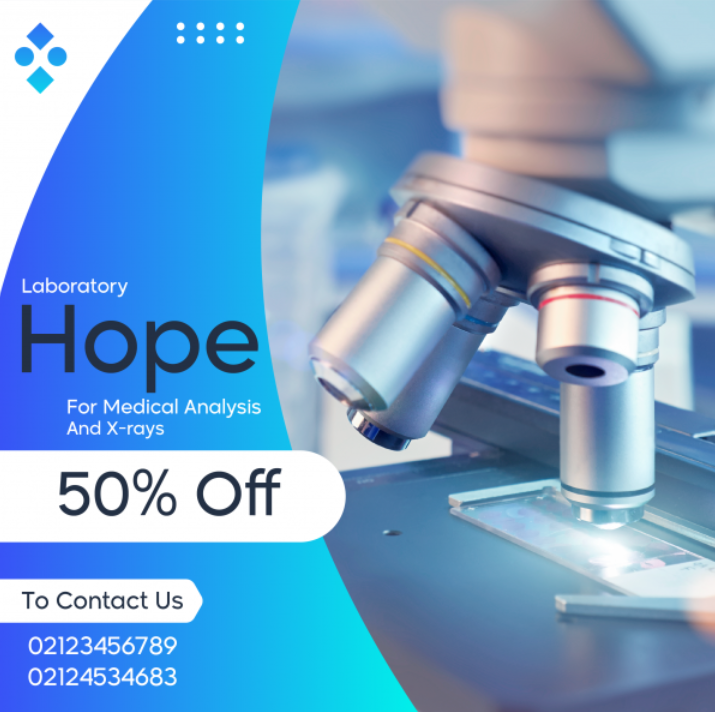 Laboratory
Hope
For Medical Analysis
And X-rays
50% Off
To Contact Us
02123456789
02124534683